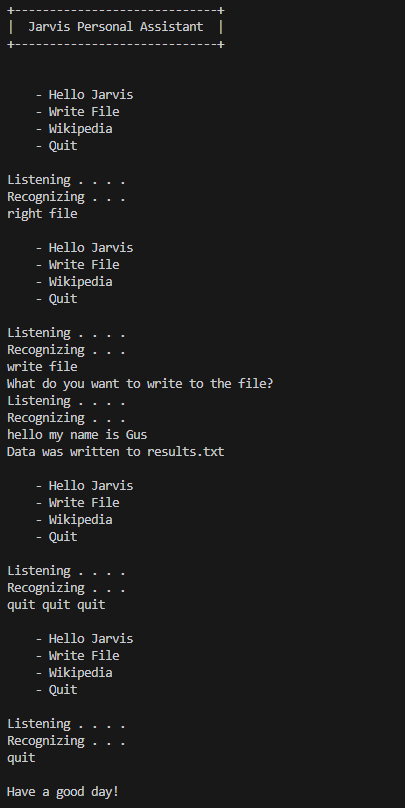 +-----------------------------+
|  Jarvis Personal Assistant  |
+-----------------------------+
- Hello Jarvis
- Write File
- Wikipedia
- Quit
Listening . . . .
Recognizing . . .
right file
- Hello Jarvis
- Write File
- Wikipedia
- Quit
Listening . . . .
Recognizing . . .
write file
What do you want to write to the file?
Listening . . . .
Recognizing . . .
hello my name is Gus
Data was written to results.txt
- Hello Jarvis
- Write File
- Wikipedia
- Quit
Listening . . . .
Recognizing . . .
quit quit quit
- Hello Jarvis
- Write File
- Wikipedia
- Quit
Listening . . . .
Recognizing . . .
quit
Have a good day!